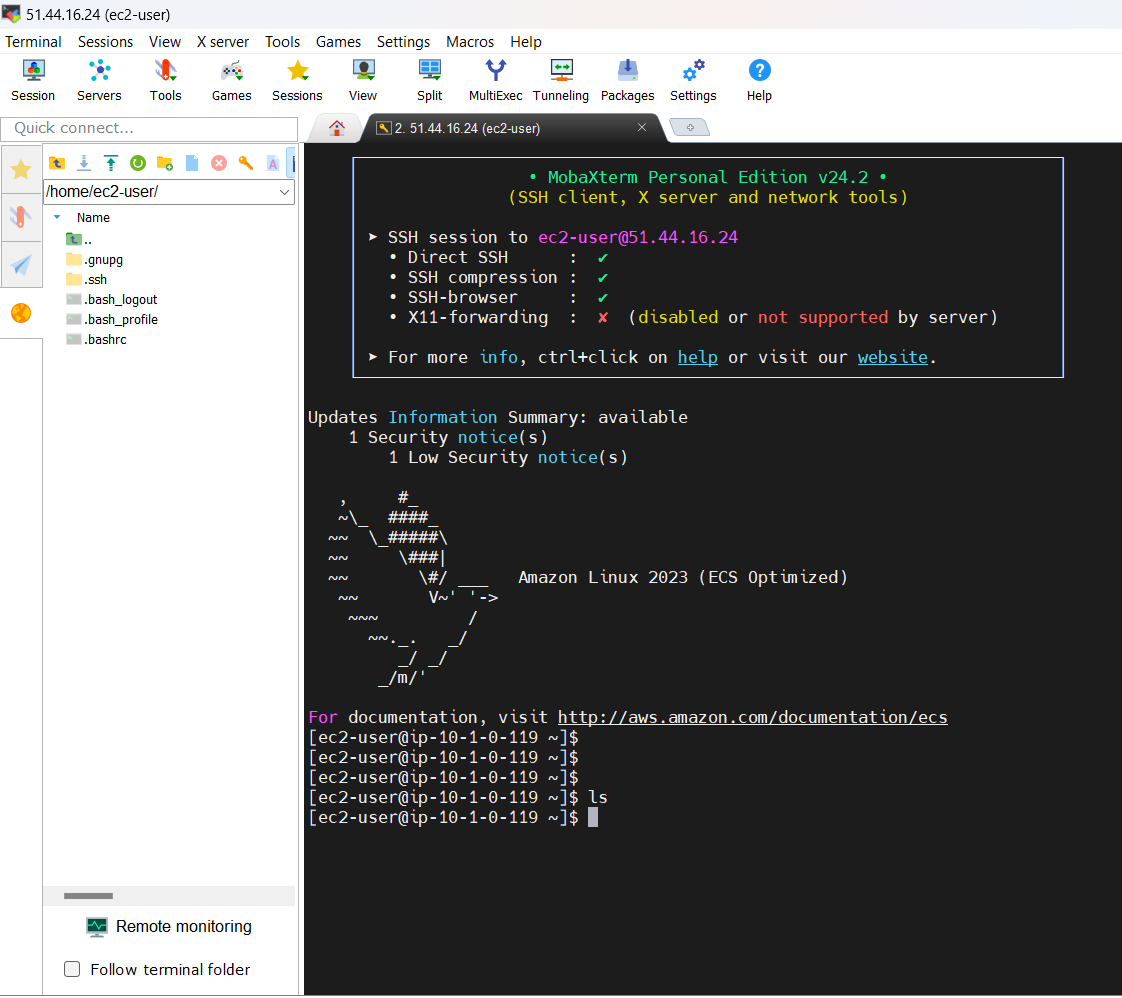 51.44.16.24 (ec2-user)
Terminal Sessions View X server Tools Games Settings Macros Help
Session Servers Tools Games Sessions View Split MultiExec Tunneling Packages Settings Help
Quick connect...
2. 51.44.16.24 (ec2-user)
/home/ec2-user/
Name
..
.gnupg
.ssh
.bash_logout
.bash_profile
.bashrc
Remote monitoring
Follow terminal folder
• MobaXterm Personal Edition v24.2 •
(SSH client, X server and network tools)
➤ SSH session to ec2-user@51.44.16.24
• Direct SSH      :  ✔
• SSH compression :  ✔
• SSH-browser     :  ✔
• X11-forwarding  :  ✘  (disabled or not supported by server)
➤ For more info, ctrl+click on help or visit our website.
Updates Information Summary: available
    1 Security notice(s)
        1 Low Security notice(s)
   ,     #_
   ~\_  ####_
  ~~  \_#####\
  ~~     \###|
  ~~       \#/ ___   Amazon Linux 2023 (ECS Optimized)
   ~~       V~' '->
    ~~~         /
      ~~._.   _/
         _/ _/
       _/m/'
For documentation, visit http://aws.amazon.com/documentation/ecs
[ec2-user@ip-10-1-0-119 ~]$
[ec2-user@ip-10-1-0-119 ~]$
[ec2-user@ip-10-1-0-119 ~]$
[ec2-user@ip-10-1-0-119 ~]$ ls
[ec2-user@ip-10-1-0-119 ~]$